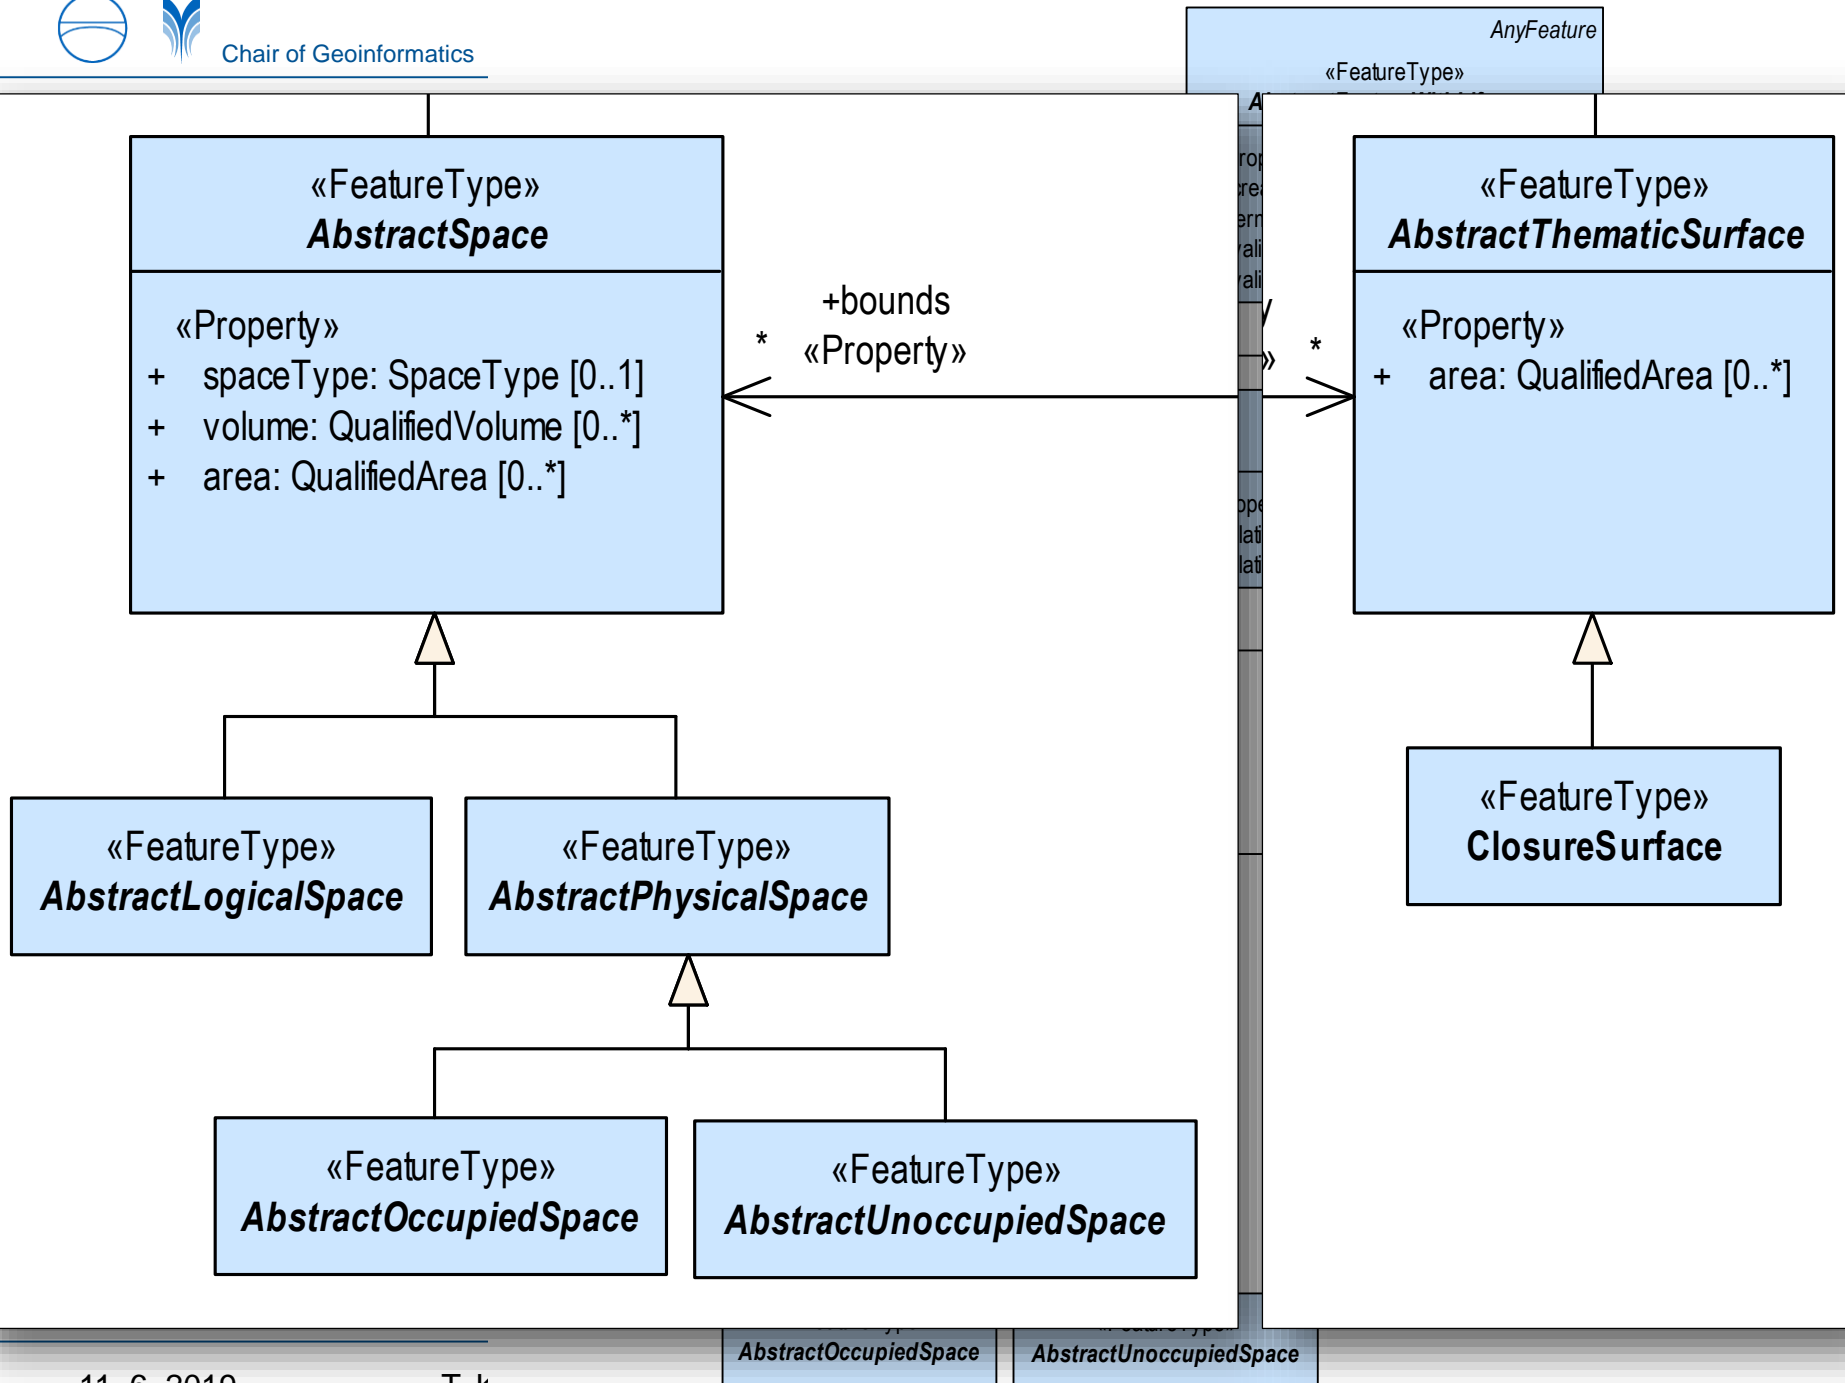 Chair of Geoinformatics
AnyFeature
«FeatureType»
«FeatureType»
AbstractSpace
«Property»
+ spaceType: SpaceType [0..1]
+ volume: QualifiedVolume [0..*]
+ area: QualifiedArea [0..*]
+bounds
* «Property»
*
«FeatureType»
AbstractThematicSurface
«Property»
+ area: QualifiedArea [0..*]
«FeatureType»
AbstractLogicalSpace
«FeatureType»
AbstractPhysicalSpace
«FeatureType»
ClosureSurface
«FeatureType»
AbstractOccupiedSpace
«FeatureType»
AbstractUnoccupiedSpace
AbstractOccupiedSpace
AbstractUnoccupiedSpace